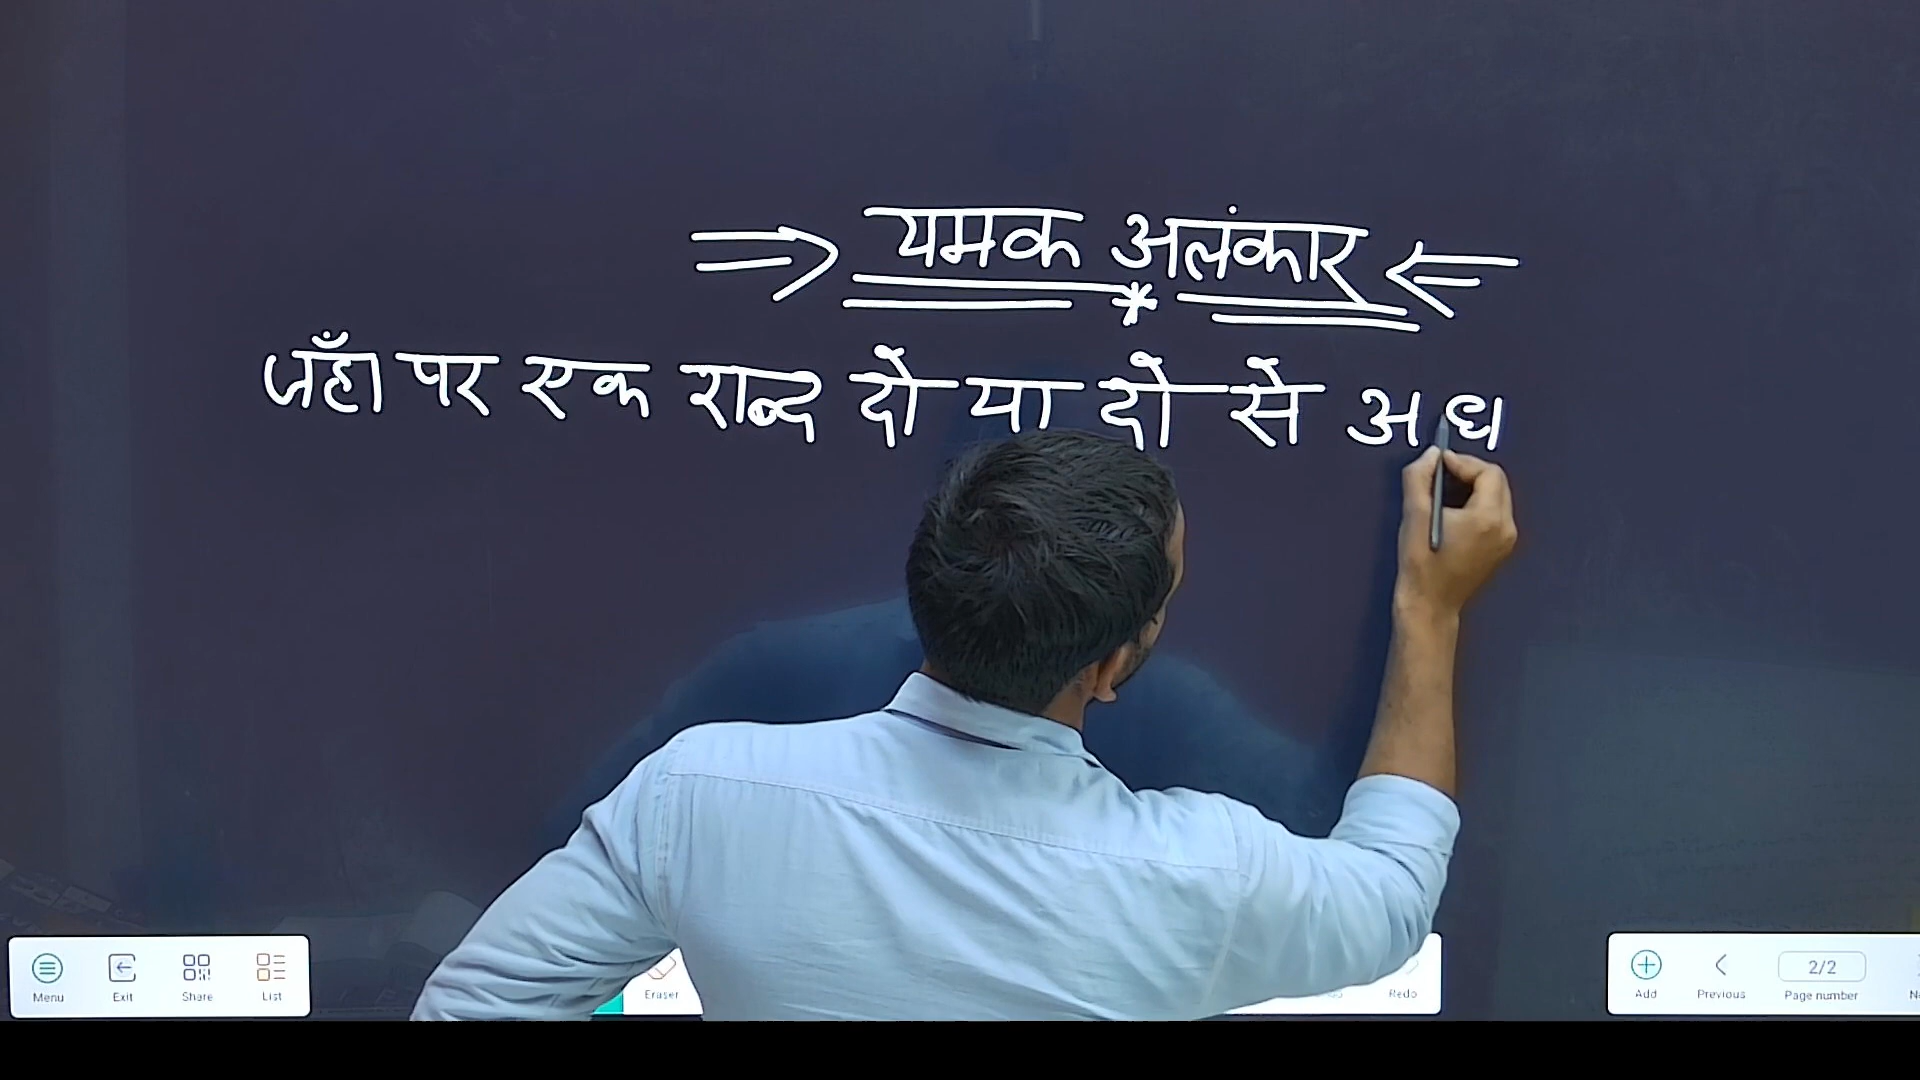 ⇒ यमक अलंकार ⇐
*
जहाँ पर एक शब्द दो या दो से अध
Menu Exit Share List Eraser Redo Add Previous 2/2 Page number